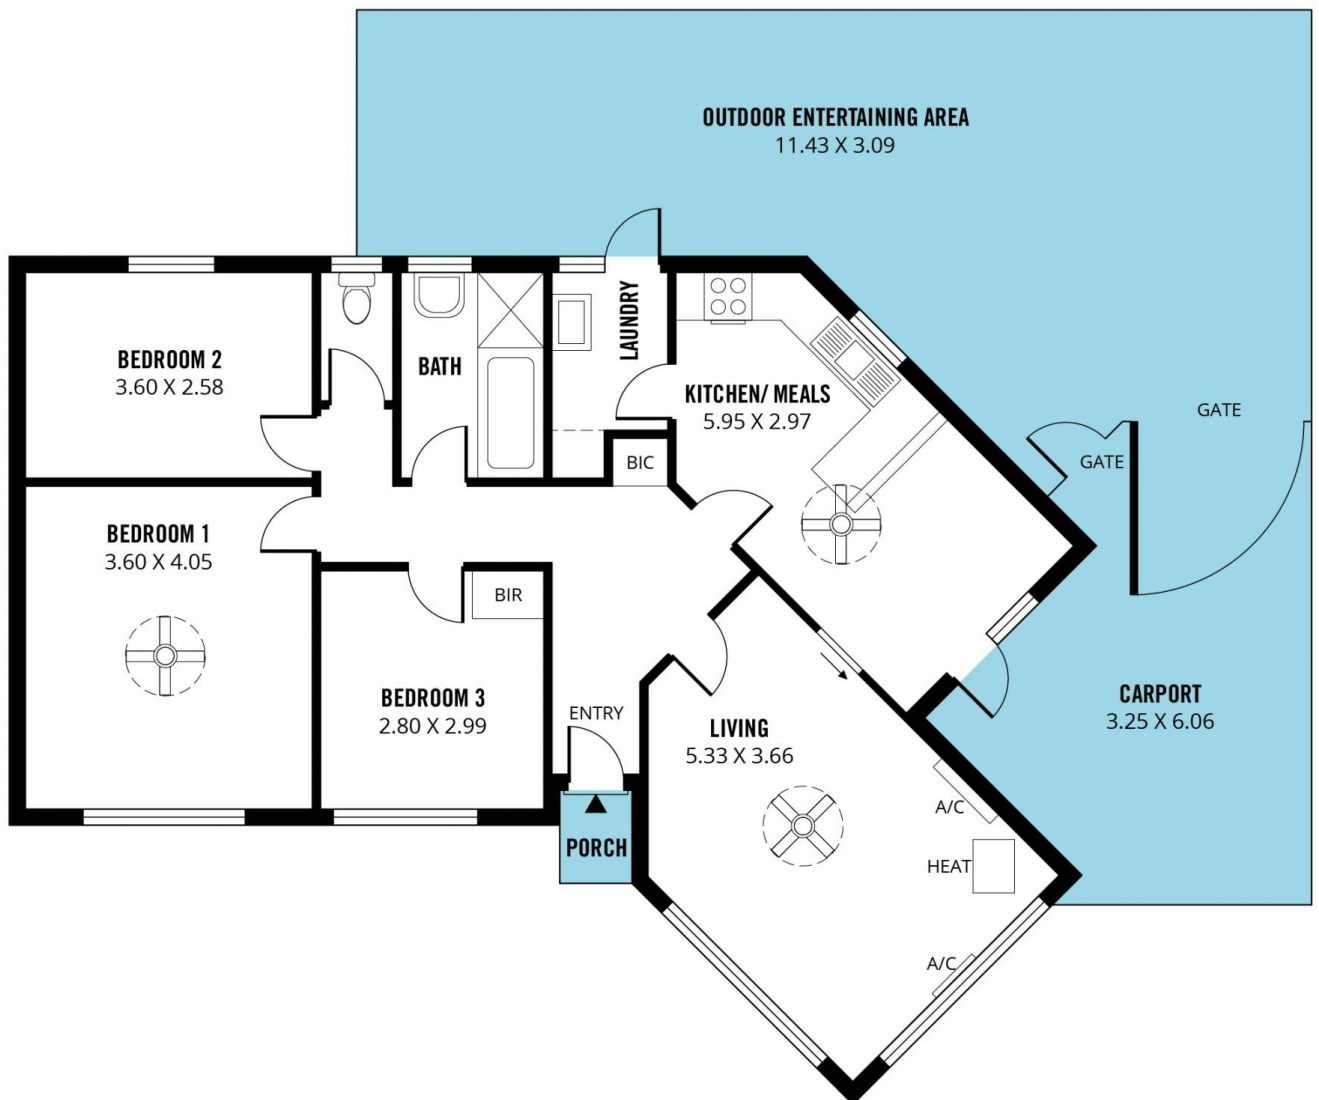 OUTDOOR ENTERTAINING AREA
11.43 X 3.09
BEDROOM 2
3.60 X 2.58
BATH
LAUNDRY
KITCHEN/ MEALS
5.95 X 2.97
GATE
GATE
BIC
BEDROOM 1
3.60 X 4.05
BIR
BEDROOM 3
2.80 X 2.99
ENTRY
LIVING
5.33 X 3.66
CARPORT
3.25 X 6.06
A/C
PORCH
HEAT
A/C